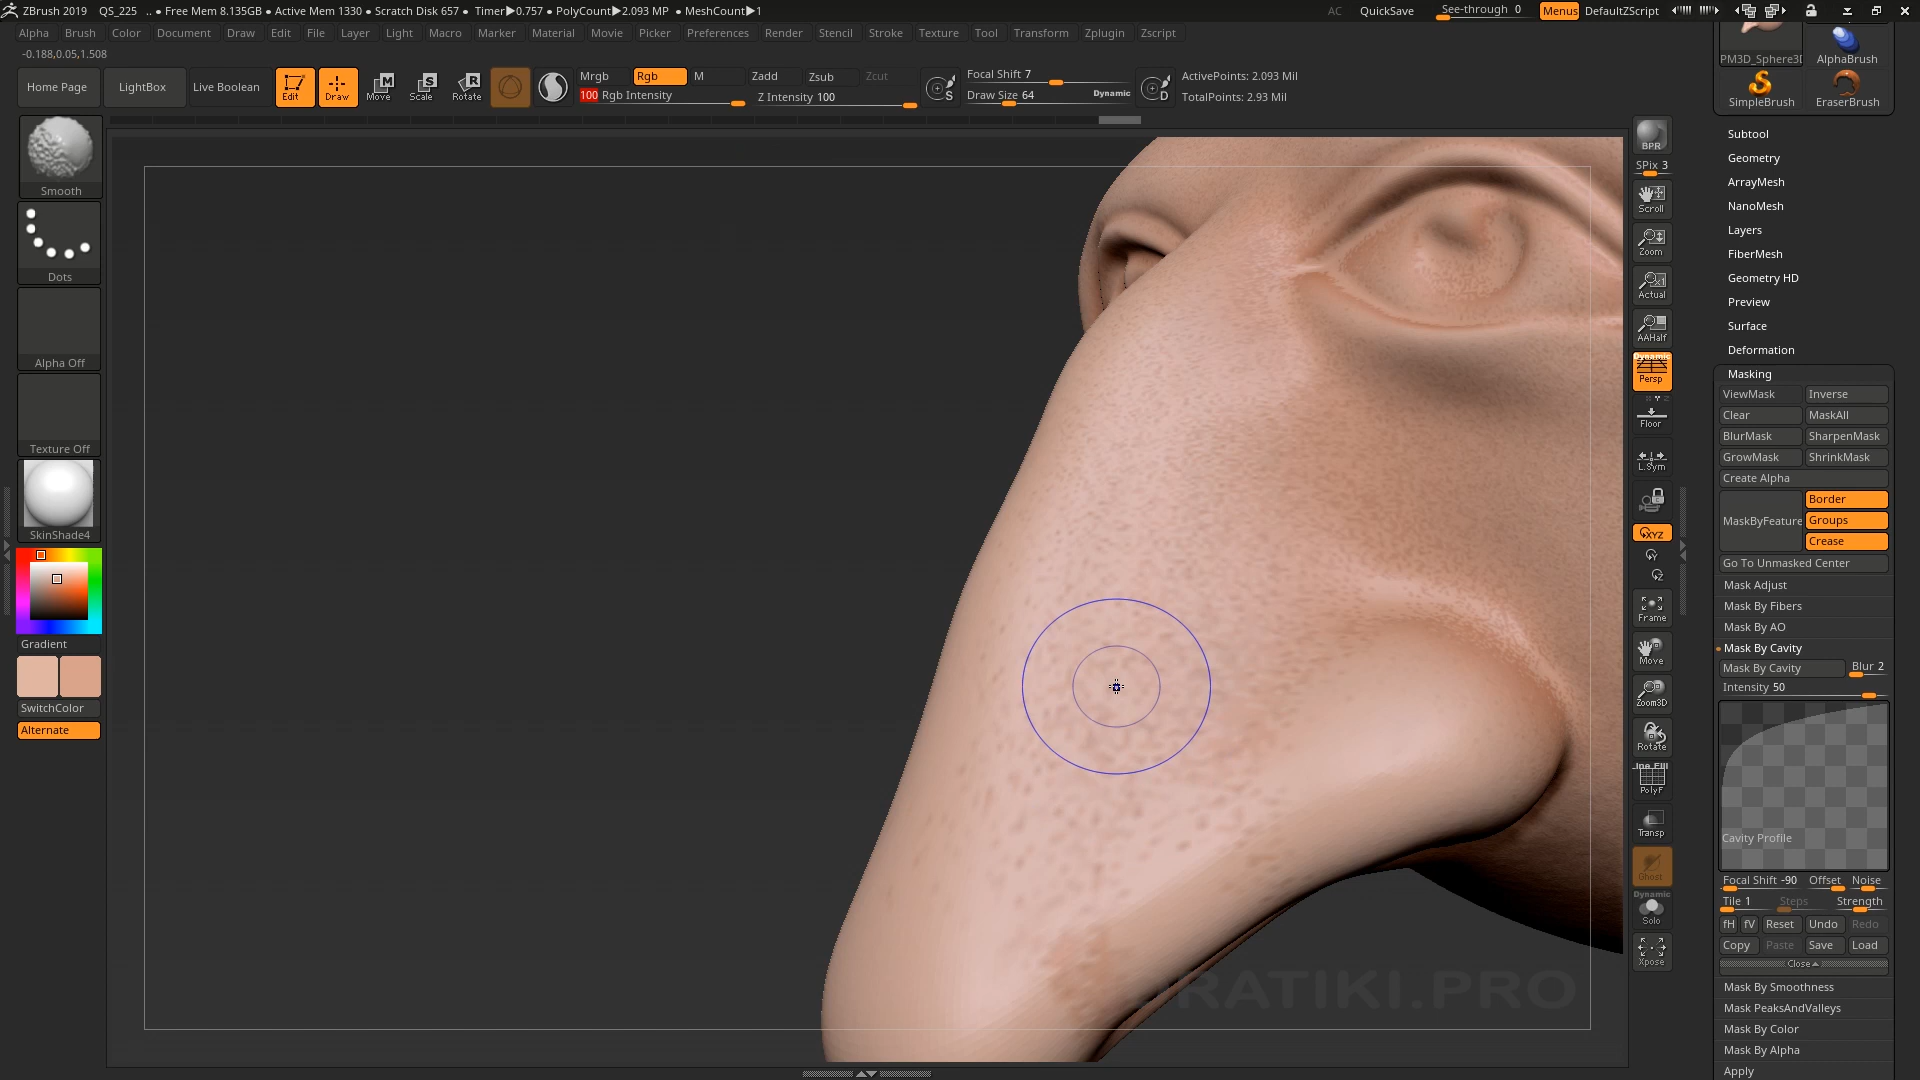 ZBrush 2019 QS_225 .. • Free Mem 8.135GB • Active Mem 1330 • Scratch Disk 657 • Timer▶0.757 • PolyCount▶2.093 MP • MeshCount▶1 AC QuickSave See-through 0 Menus DefaultZScript
Alpha Brush Color Document Draw Edit File Layer Light Macro Marker Material Movie Picker Preferences Render Stencil Stroke Texture Tool Transform Zplugin Zscript
-0.188,0.05,1.508
Home Page LightBox Live Boolean Edit Draw Move Scale Rotate
Mrgb Rgb M Zadd Zsub Zcut
100 Rgb Intensity Z Intensity 100
S
Focal Shift 7
Draw Size 64 Dynamic
D
ActivePoints: 2.093 Mil
TotalPoints: 2.93 Mil
Smooth
Dots
Alpha Off
Texture Off
SkinShade4
Gradient
SwitchColor
Alternate
BPR
SPix 3
Scroll
Zoom
Actual
AAHalf
Dynamic
Persp
Floor
L.Sym
XYZ
Y
Z
Frame
Move
Zoom3D
Rotate
Line Fill
PolyF
Transp
Ghost
Dynamic
Solo
Xpose
PM3D_Sphere3D AlphaBrush
SimpleBrush EraserBrush
Subtool
Geometry
ArrayMesh
NanoMesh
Layers
FiberMesh
Geometry HD
Preview
Surface
Deformation
Masking
ViewMask Inverse
Clear MaskAll
BlurMask SharpenMask
GrowMask ShrinkMask
Create Alpha
MaskByFeature Border
Groups
Crease
Go To Unmasked Center
Mask Adjust
Mask By Fibers
Mask By AO
Mask By Cavity
Mask By Cavity Blur 2
Intensity 50
Cavity Profile
Focal Shift -90 Offset Noise
Tile 1 Steps Strength
fH fV Reset Undo Redo
Copy Paste Save Load
Close
Mask By Smoothness
Mask PeaksAndValleys
Mask By Color
Mask By Alpha
Apply
RATIKI.PRO